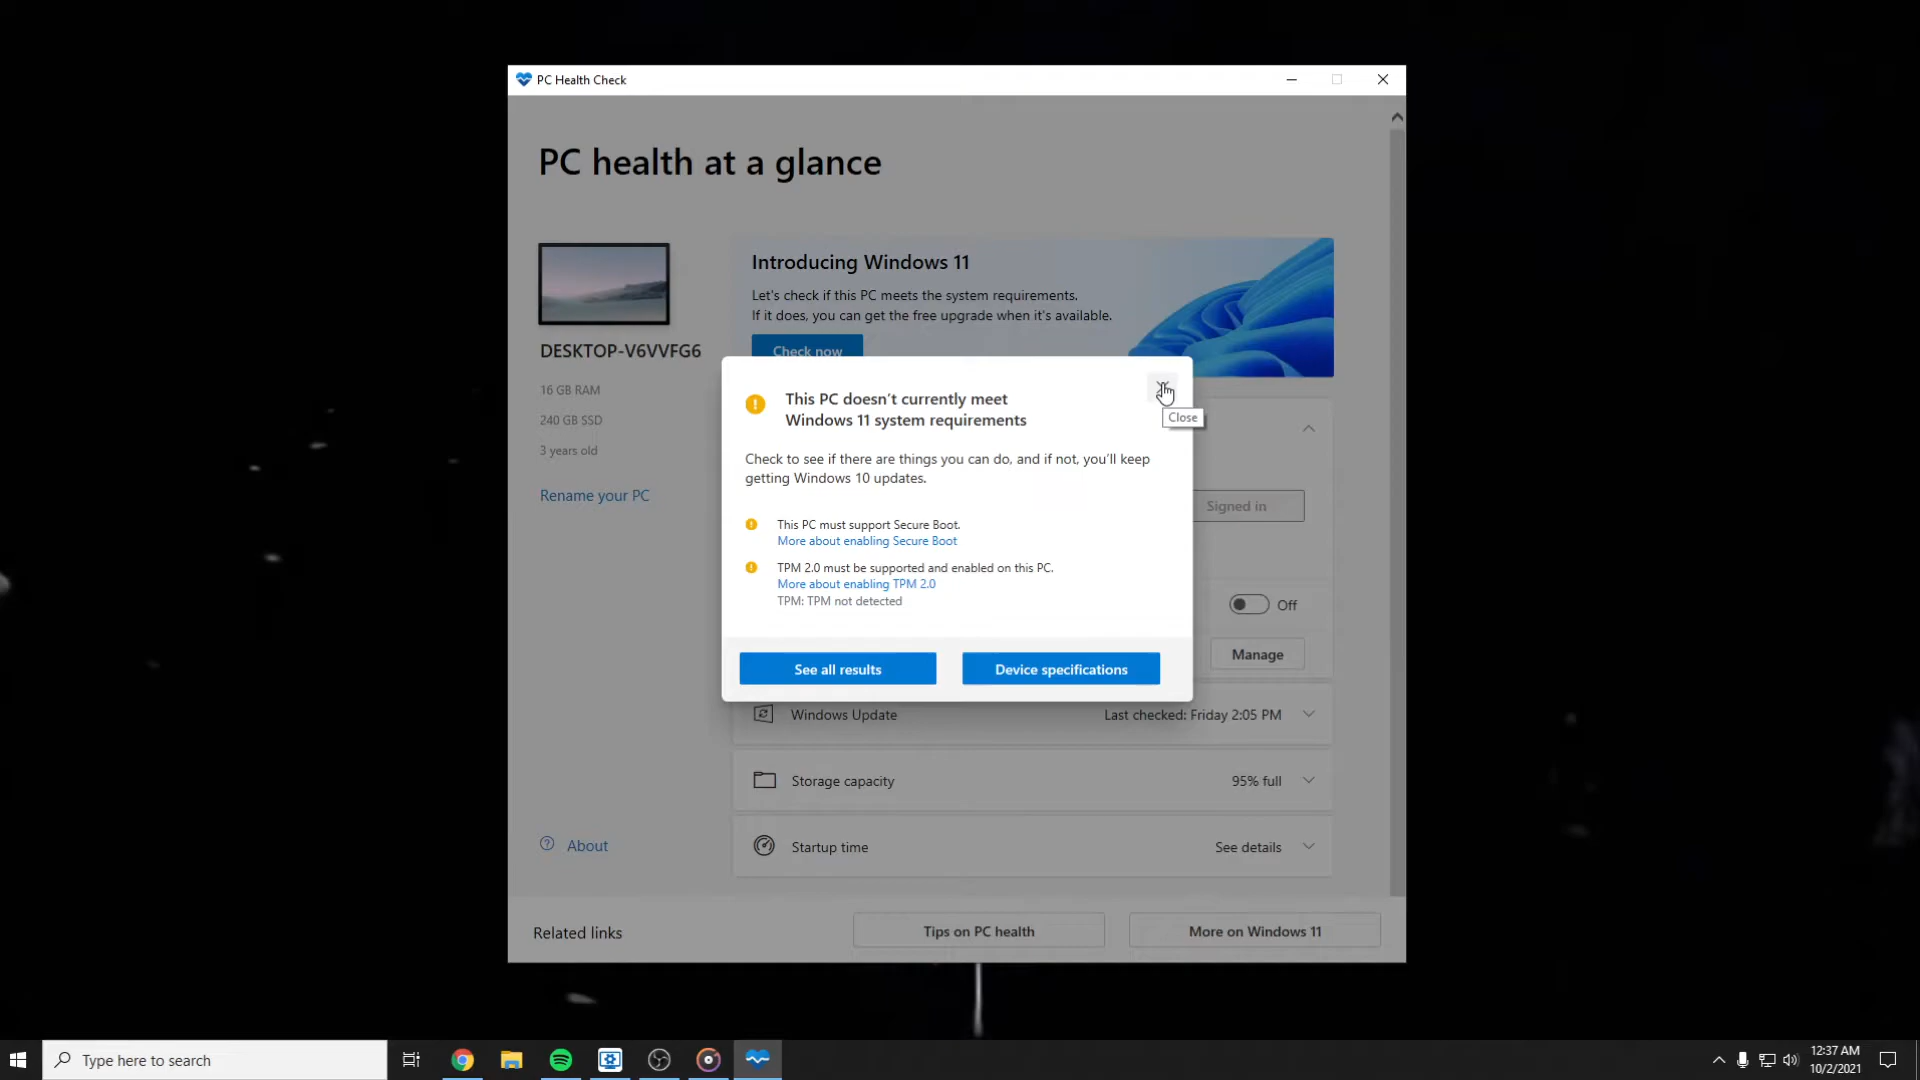 PC Health Check
PC health at a glance
DESKTOP-V6VVFG6
16 GB RAM
240 GB SSD
3 years old
Rename your PC
Introducing Windows 11
Let's check if this PC meets the system requirements.
If it does, you can get the free upgrade when it's available.
Check now
This PC doesn't currently meet
Windows 11 system requirements
Close
Check to see if there are things you can do, and if not, you'll keep
getting Windows 10 updates.
This PC must support Secure Boot.
More about enabling Secure Boot
TPM 2.0 must be supported and enabled on this PC.
More about enabling TPM 2.0
TPM: TPM not detected
See all results
Device specifications
Signed in
Off
Manage
Windows Update
Last checked: Friday 2:05 PM
Storage capacity
95% full
Startup time
See details
About
Related links
Tips on PC health
More on Windows 11
Type here to search
12:37 AM
10/2/2021